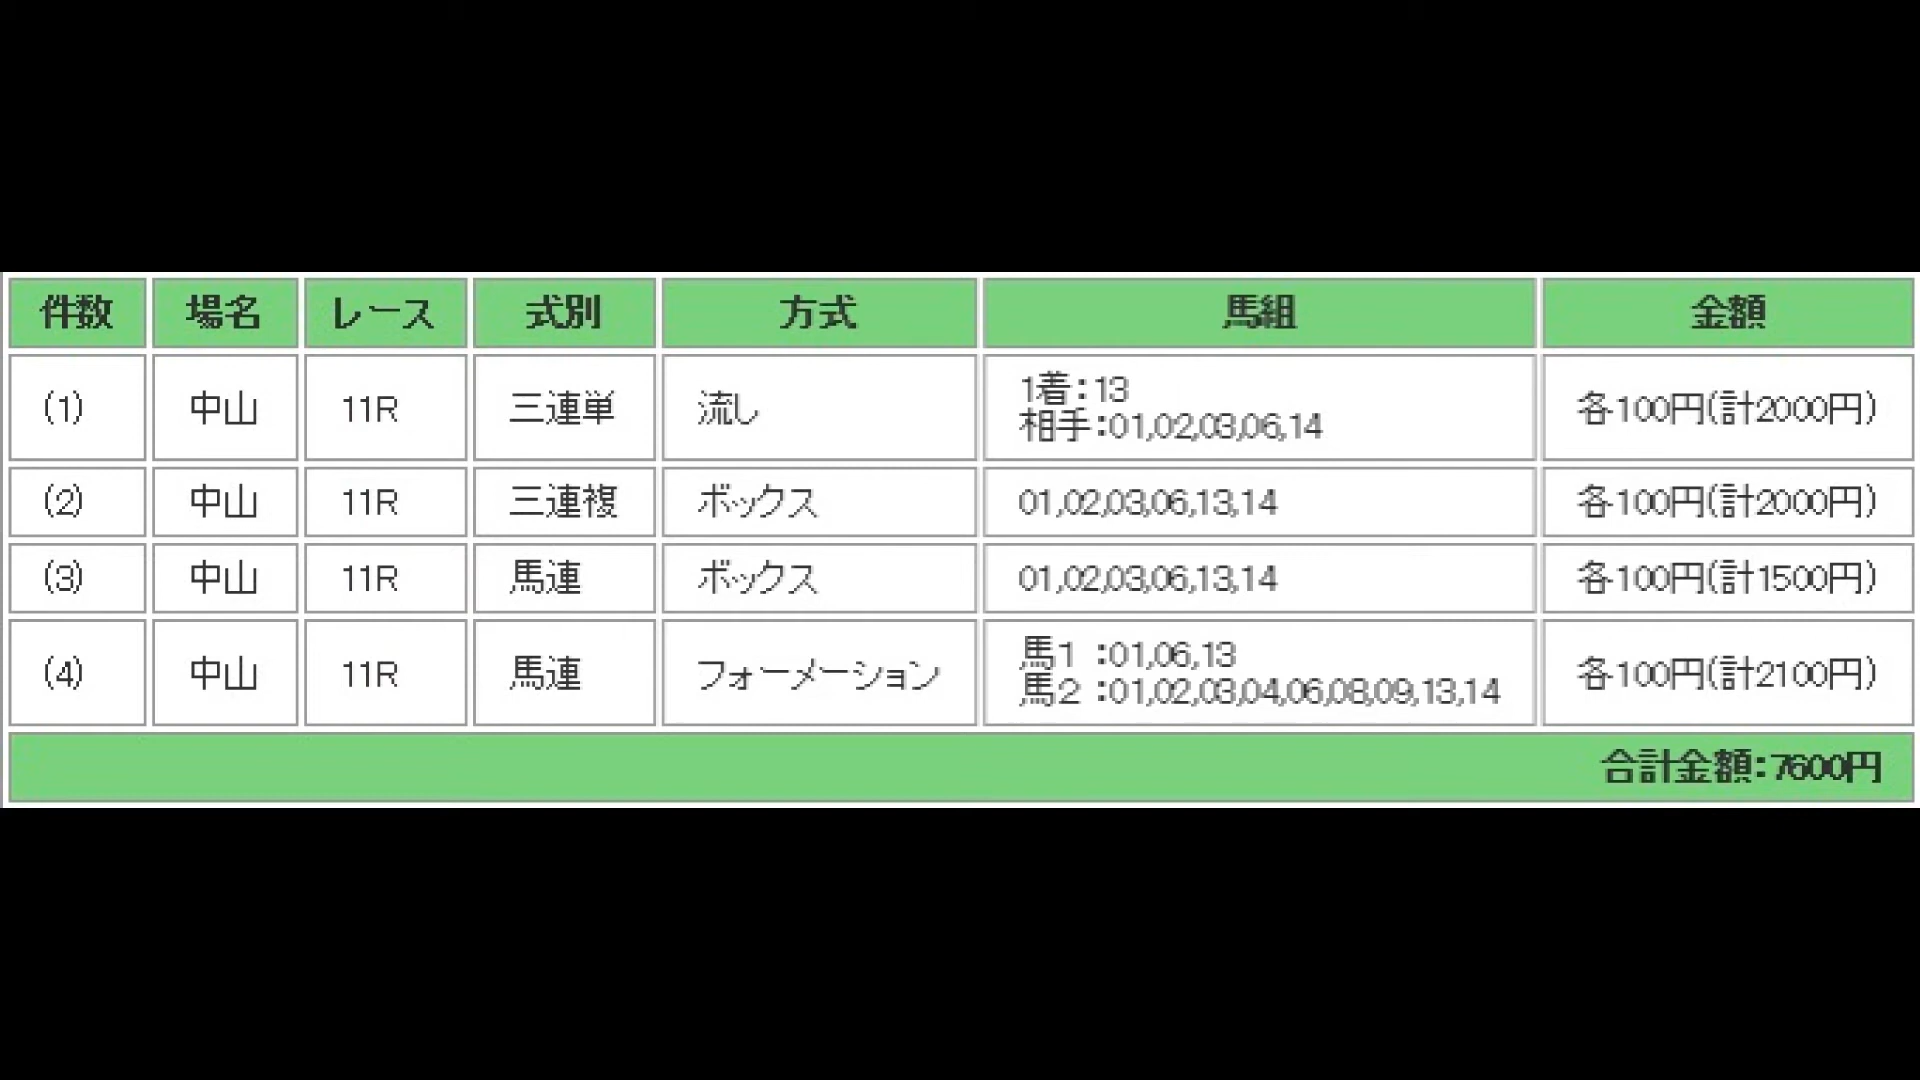 件数 場名 レース 式別 方式 馬組 金額
(1) 中山 11R 三連単 流し 1着:13 各100円(計2000円)
相手:01,02,03,06,14
(2) 中山 11R 三連複 ボックス 01,02,03,06,13,14 各100円(計2000円)
(3) 中山 11R 馬連 ボックス 01,02,03,06,13,14 各100円(計1500円)
(4) 中山 11R 馬連 フォーメーション 馬1 :01,06,13 各100円(計2100円)
馬2 :01,02,03,04,06,08,09,13,14
合計金額:7600円